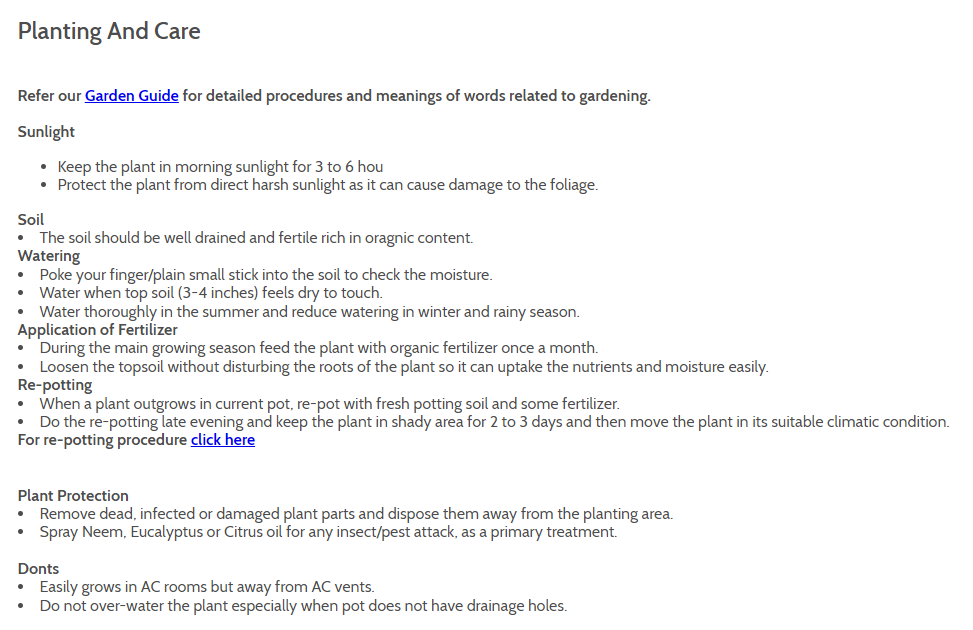 Planting And Care
Refer our Garden Guide for detailed procedures and meanings of words related to gardening.
Sunlight
• Keep the plant in morning sunlight for 3 to 6 hou
• Protect the plant from direct harsh sunlight as it can cause damage to the foliage.
Soil
• The soil should be well drained and fertile rich in oragnic content.
Watering
• Poke your finger/plain small stick into the soil to check the moisture.
• Water when top soil (3-4 inches) feels dry to touch.
• Water thoroughly in the summer and reduce watering in winter and rainy season.
Application of Fertilizer
• During the main growing season feed the plant with organic fertilizer once a month.
• Loosen the topsoil without disturbing the roots of the plant so it can uptake the nutrients and moisture easily.
Re-potting
• When a plant outgrows in current pot, re-pot with fresh potting soil and some fertilizer.
• Do the re-potting late evening and keep the plant in shady area for 2 to 3 days and then move the plant in its suitable climatic condition.
For re-potting procedure click here
Plant Protection
• Remove dead, infected or damaged plant parts and dispose them away from the planting area.
• Spray Neem, Eucalyptus or Citrus oil for any insect/pest attack, as a primary treatment.
Donts
• Easily grows in AC rooms but away from AC vents.
• Do not over-water the plant especially when pot does not have drainage holes.